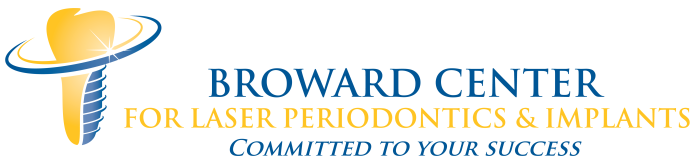 BROWARD CENTER
FOR LASER PERIODONTICS & IMPLANTS
COMMITTED TO YOUR SUCCESS